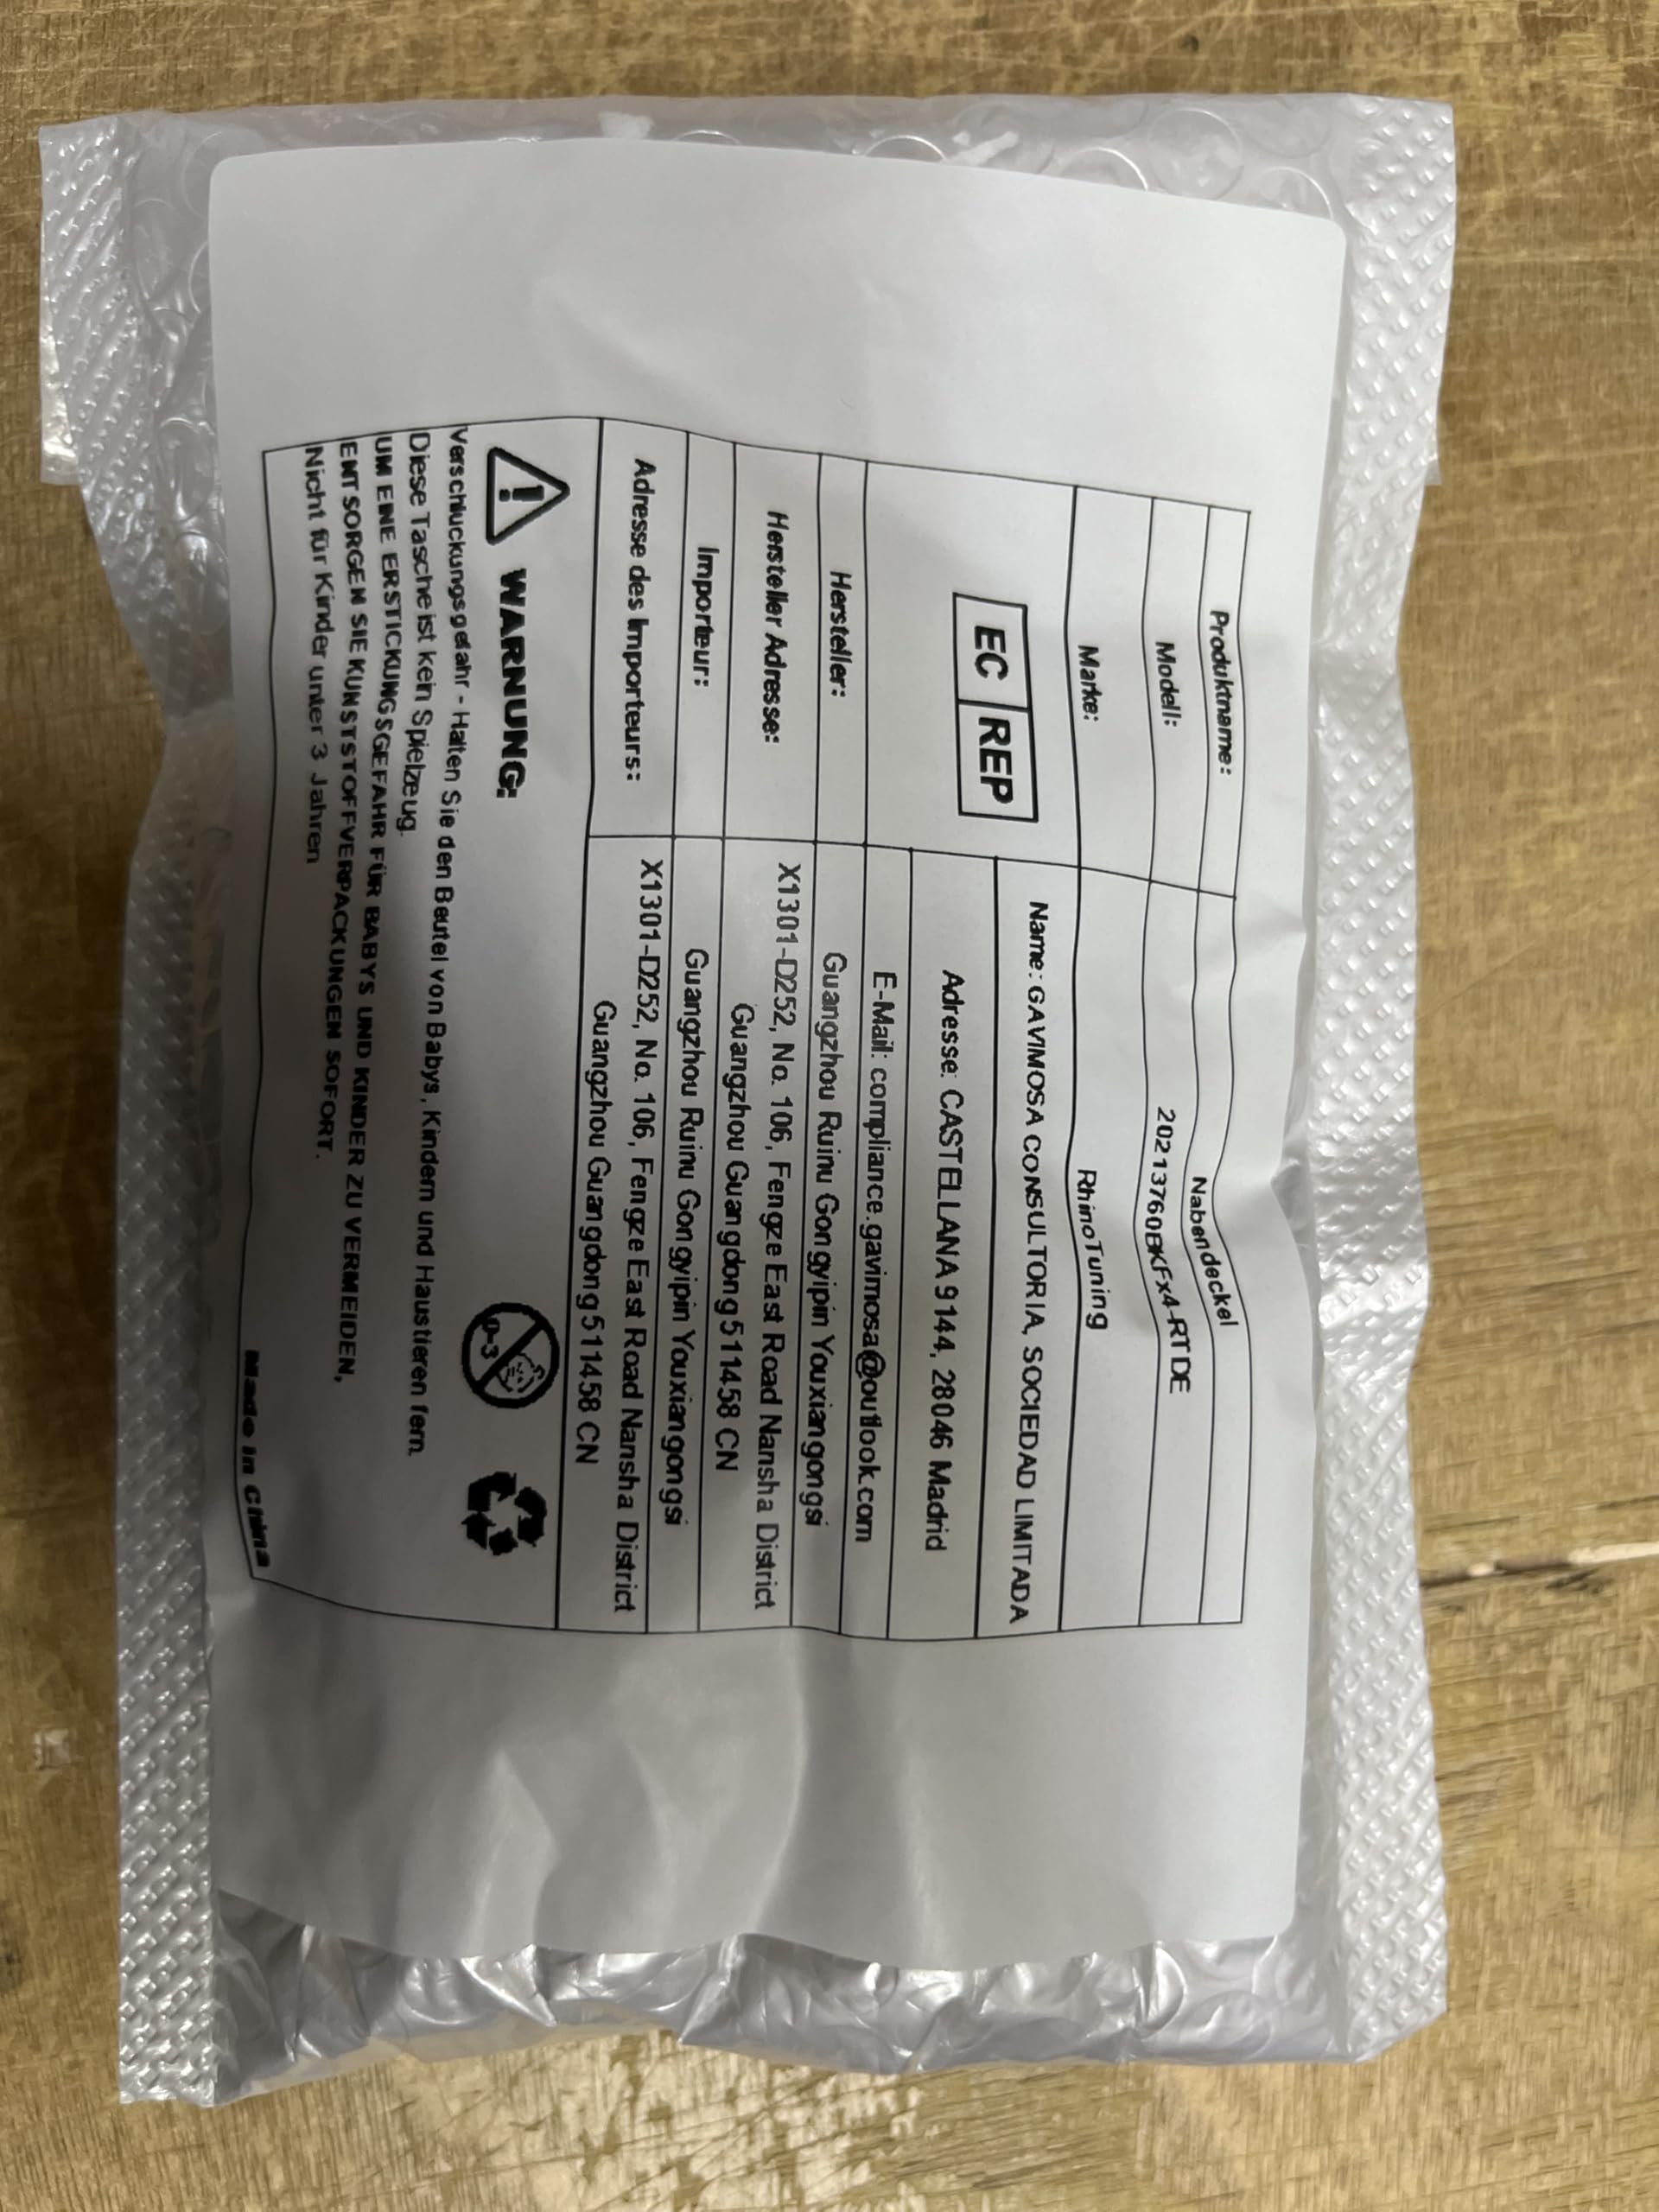 Produktname: Nabendeckel
Modell: 20213760BKFx4-RTDE
Marke: RhinoTuning
EC REP
Name: GAVIMOSA CONSULTORIA, SOCIEDAD LIMITADA
Adresse: CASTELLANA 9144, 28046 Madrid
E-Mail: compliance.gavimosa@outlook.com
Hersteller: Guangzhou Ruinu Gongyipin Youxiangongsi
Hersteller Adresse: X1301-D252, No. 106, Fengze East Road Nansha District
Guangzhou Guangdong 511458 CN
Importeur: Guangzhou Ruinu Gongyipin Youxiangongsi
Adresse des Importeurs: X1301-D252, No. 106, Fengze East Road Nansha District
Guangzhou Guangdong 511458 CN
WARNUNG:
0-3
Verschluckungsgefahr - Halten Sie den Beutel von Babys, Kindern und Haustieren fern.
Diese Tasche ist kein Spielzeug.
UM EINE ERSTICKUNGSGEFAHR FÜR BABYS UND KINDER ZU VERMEIDEN,
ENTSORGEN SIE KUNSTSTOFFVERPACKUNGEN SOFORT.
Nicht für Kinder unter 3 Jahren
Made in China